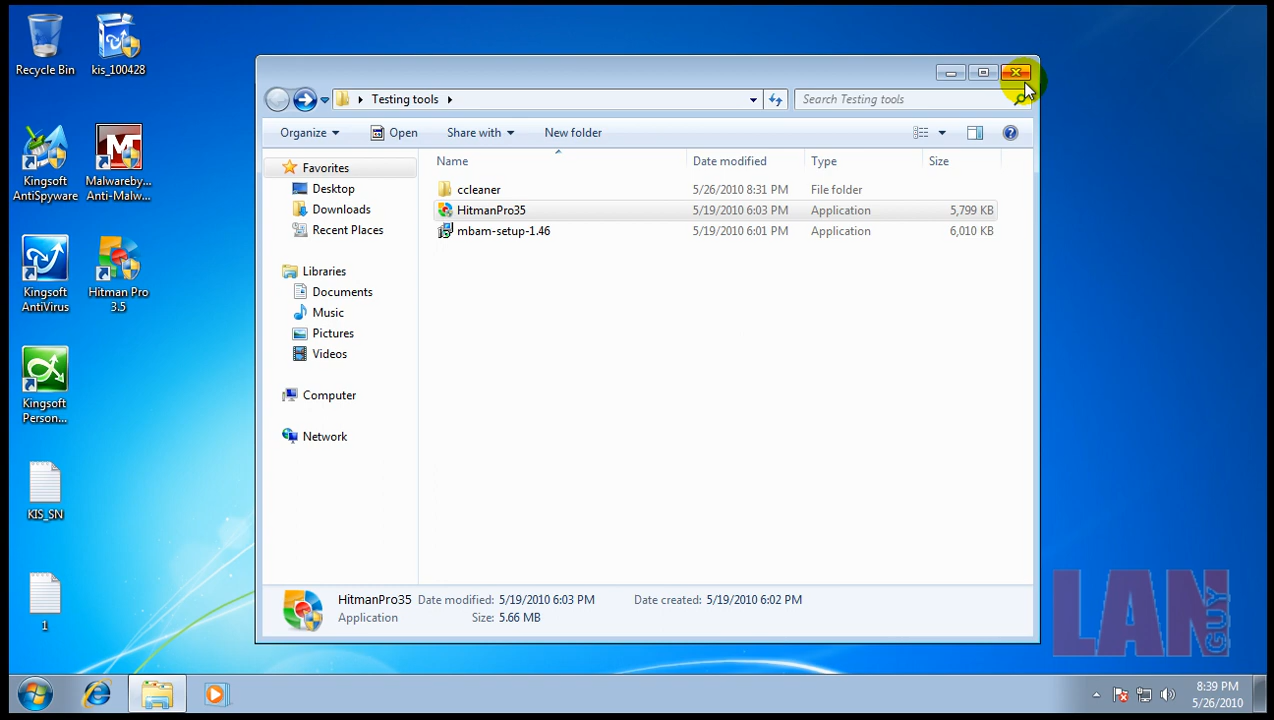 Recycle Bin
kis_100428
Kingsoft
AntiSpyware
Malwareby...
Anti-Malw...
Kingsoft
AntiVirus
Hitman Pro
3.5
Kingsoft
Person...
KIS_SN
1
Testing tools
Search Testing tools
Organize
Open
Share with
New folder
Favorites
Desktop
Downloads
Recent Places
Libraries
Documents
Music
Pictures
Videos
Computer
Network
Name Date modified Type Size
ccleaner 5/26/2010 8:31 PM File folder
HitmanPro35 5/19/2010 6:03 PM Application 5,799 KB
mbam-setup-1.46 5/19/2010 6:01 PM Application 6,010 KB
HitmanPro35 Date modified: 5/19/2010 6:03 PM Date created: 5/19/2010 6:02 PM
Application Size: 5.66 MB
LAN
GUY
8:39 PM
5/26/2010